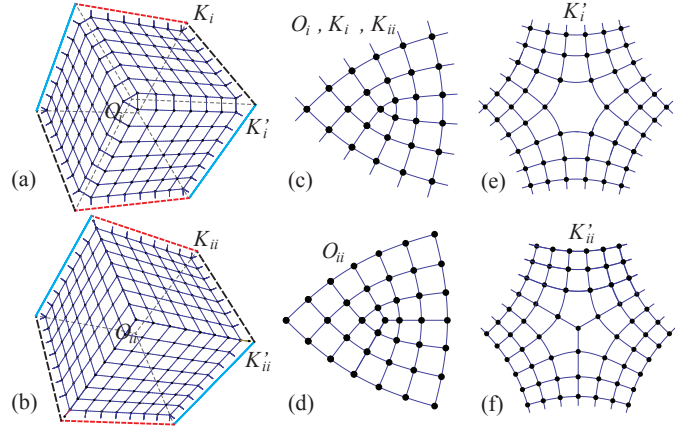 K_i
O_i
K'_i
(a)
O_i , K_i , K_ii
(c)
K'_i
(e)
K_ii
O_ii
K'_ii
(b)
O_ii
(d)
K'_ii
(f)